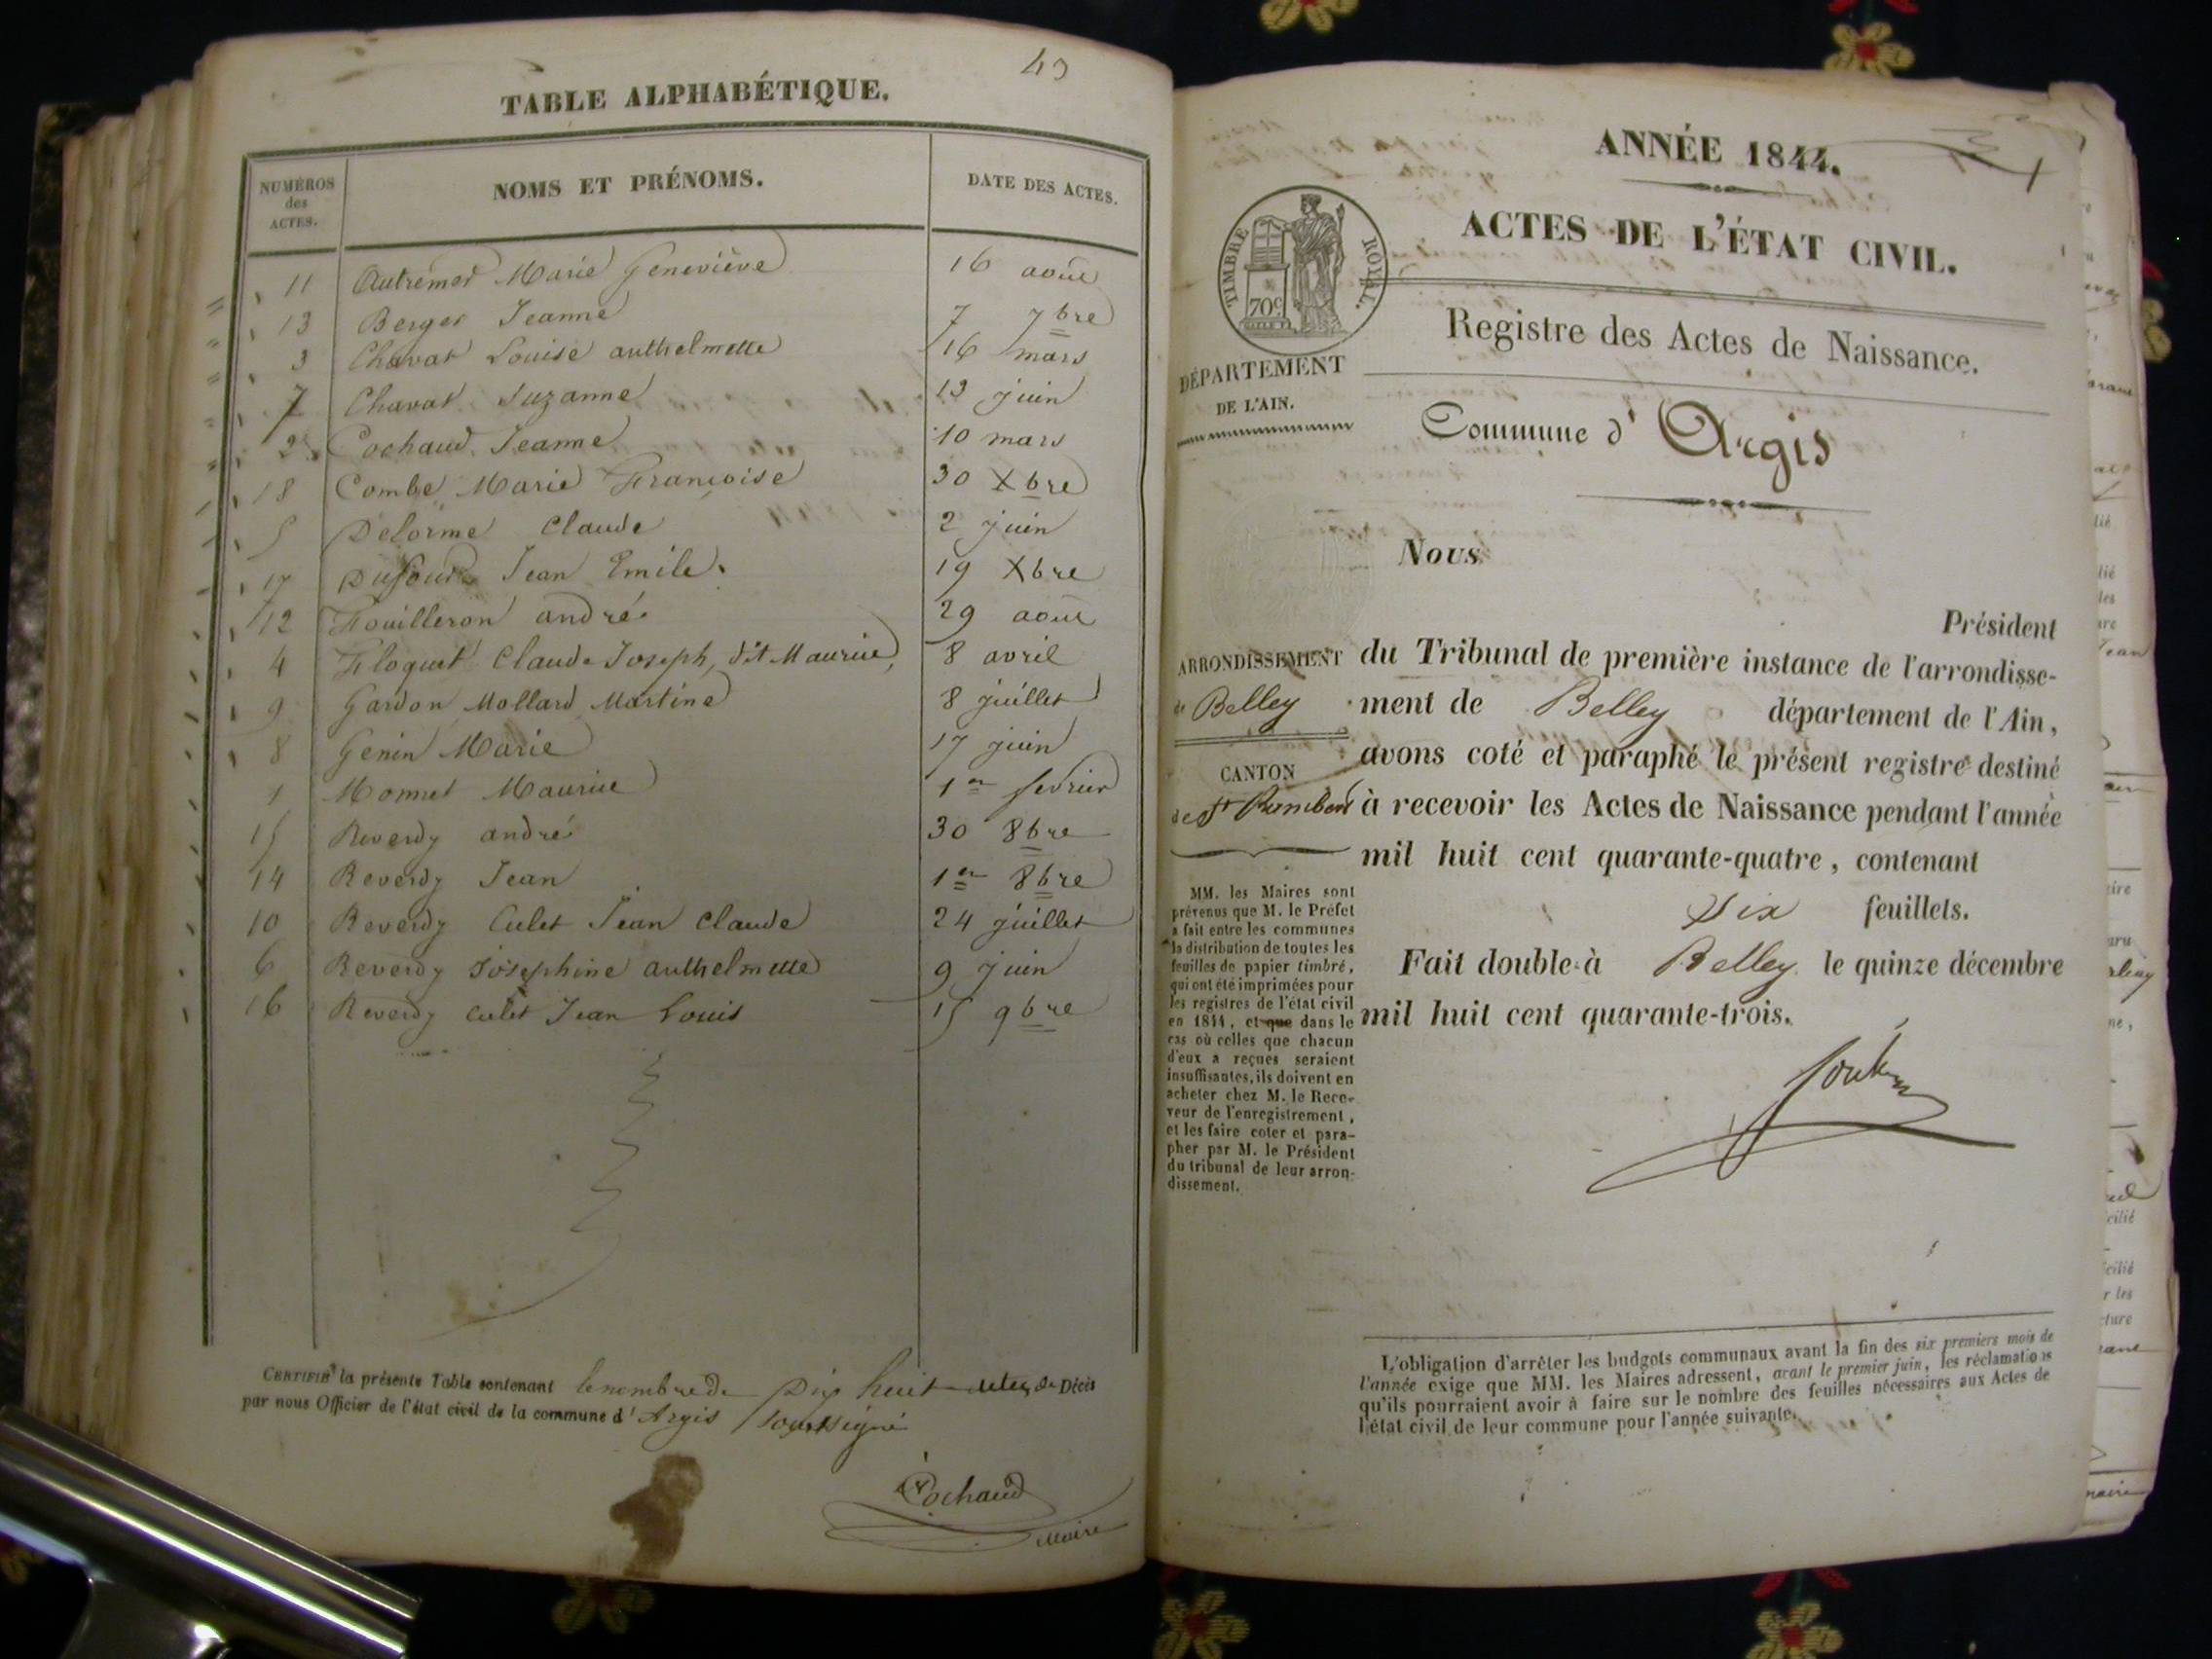 49
TABLE ALPHABÉTIQUE.
NUMÉROS des ACTES.
NOMS ET PRÉNOMS.
DATE DES ACTES.
11 Autremer Marie Geneviève 16 août
13 Berger Jeanne 7 7bre
3 Chavat Louise anthelmette 16 mars
7 Chavat Suzanne 13 juin
2 Cochaud Jeanne 10 mars
18 Combe Marie Françoise 30 Xbre
5 Delorme Claude 2 juin
17 Dufour Jean Emile. 19 Xbre
12 Fouilleron andré. 29 août
4 Floquet Claude Joseph, dit Maurice, 8 avril
9 Gardon Mollard Martine 8 juillet
8 Genin Marie 17 juin
1 Monnet Maurice 1er fevrier
15 Reverdy andré 30 8bre
14 Reverdy Jean 1er 8bre
10 Reverdy Culet Jean Claude 24 juillet
6 Reverdy Joséphine anthelmette 9 juin
16 Reverdy culet Jean Louis 15 9bre
CERTIFIÉ la présente Table contenant le nombre de Dix huit actes de Décès
par nous Officier de l'état civil de la commune d'Argis soussigné
Cochaud
Maire
ANNÉE 1844.
ACTES DE L'ÉTAT CIVIL.
TIMBRE ROYAL.
70c
Registre des Actes de Naissance.
DÉPARTEMENT
DE L'AIN.
Commune d'Argis
Nous
Président
ARRONDISSEMENT
de Belley
CANTON
de St Rambert
du Tribunal de première instance de l'arrondisse-
ment de Belley département de l'Ain,
avons coté et paraphé le présent registre destiné
à recevoir les Actes de Naissance pendant l'année
mil huit cent quarante-quatre, contenant
Six feuillets.
Fait double à Belley le quinze décembre
mil huit cent quarante-trois.
MM. les Maires sont
prévenus que M. le Préfet
a fait entre les communes
la distribution de toutes les
feuilles de papier timbré,
qui ont été imprimées pour
les registres de l'état civil
en 1844, et que dans le
cas où celles que chacun
d'eux a reçues seraient
insuffisantes, ils doivent en
acheter chez M. le Rece-
veur de l'enregistrement,
et les faire coter et para-
pher par M. le Président
du tribunal de leur arron-
dissement.
L'obligation d'arrêter les budgets communaux avant la fin des six premiers mois de
l'année exige que MM. les Maires adressent, avant le premier juin, les réclamations
qu'ils pourraient avoir à faire sur le nombre des feuilles nécessaires aux Actes de
l'état civil de leur commune pour l'année suivante.